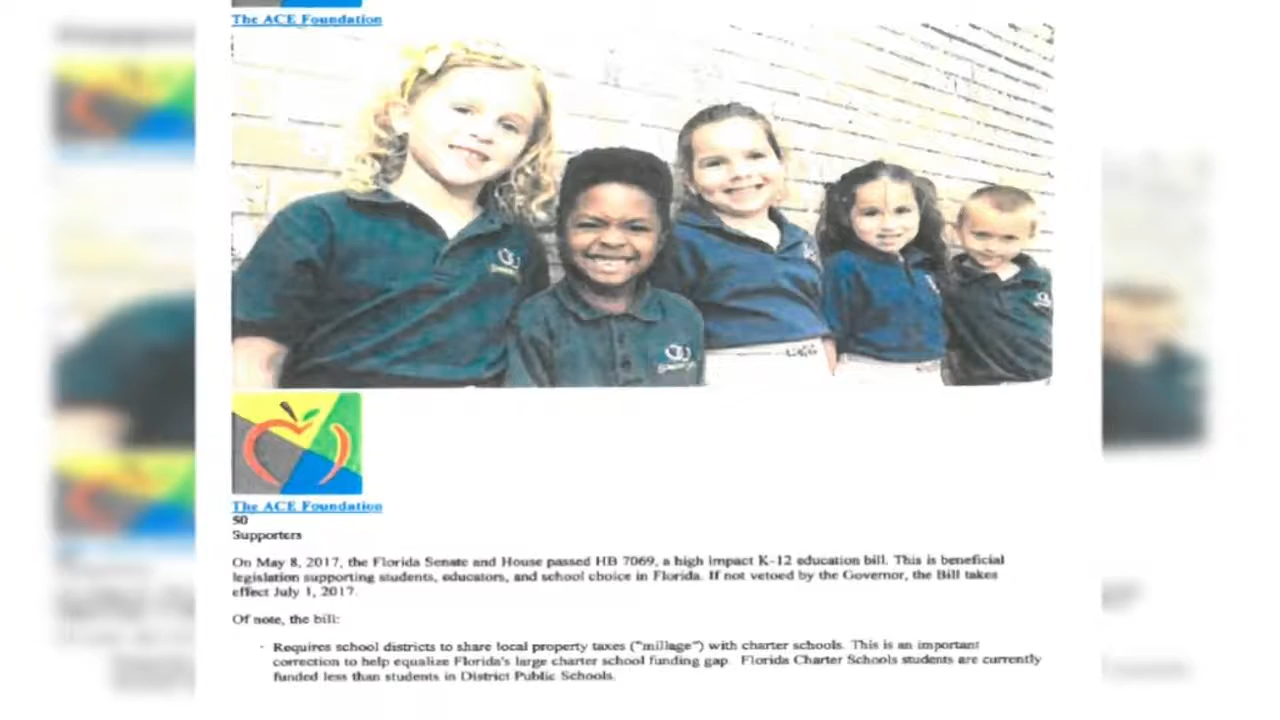 The ACE Foundation
The ACE Foundation
50
Supporters
On May 8, 2017, the Florida Senate and House passed HB 7069, a high impact K-12 education bill. This is beneficial
legislation supporting students, educators, and school choice in Florida. If not vetoed by the Governor, the Bill takes
effect July 1, 2017.
Of note, the bill:
· Requires school districts to share local property taxes ("millage") with charter schools. This is an important
correction to help equalize Florida's large charter school funding gap. Florida Charter Schools students are currently
funded less than students in District Public Schools.